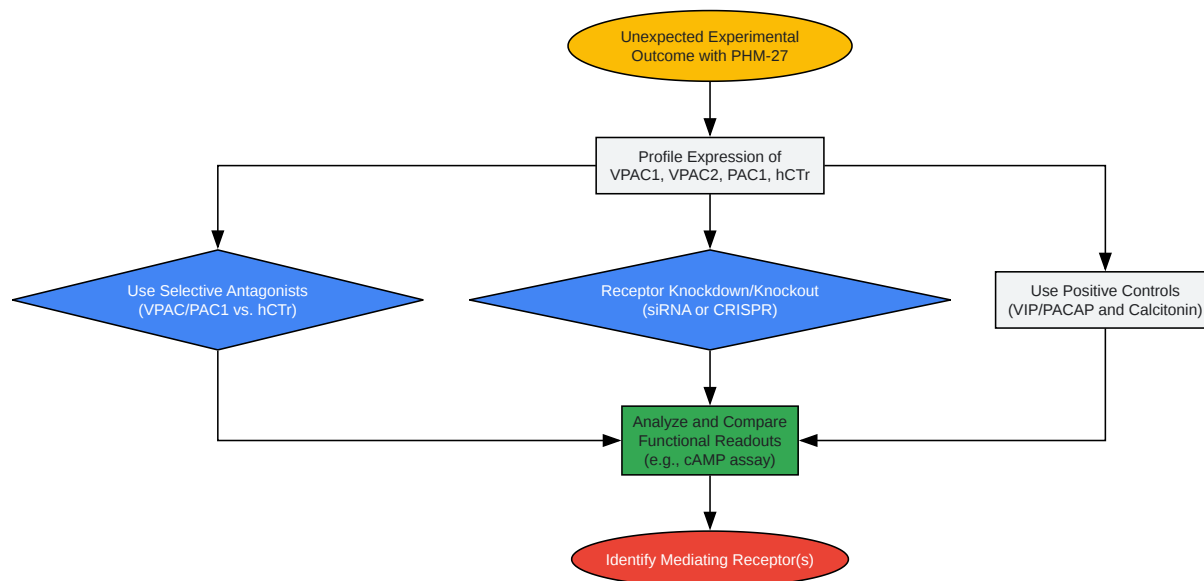 Unexpected Experimental
Outcome with PHM-27
Profile Expression of
VPAC1, VPAC2, PAC1, hCTr
Use Selective Antagonists
(VPAC/PAC1 vs. hCTr)
Receptor Knockdown/Knockout
(siRNA or CRISPR)
Use Positive Controls
(VIP/PACAP and Calcitonin)
Analyze and Compare
Functional Readouts
(e.g., cAMP assay)
Identify Mediating Receptor(s)